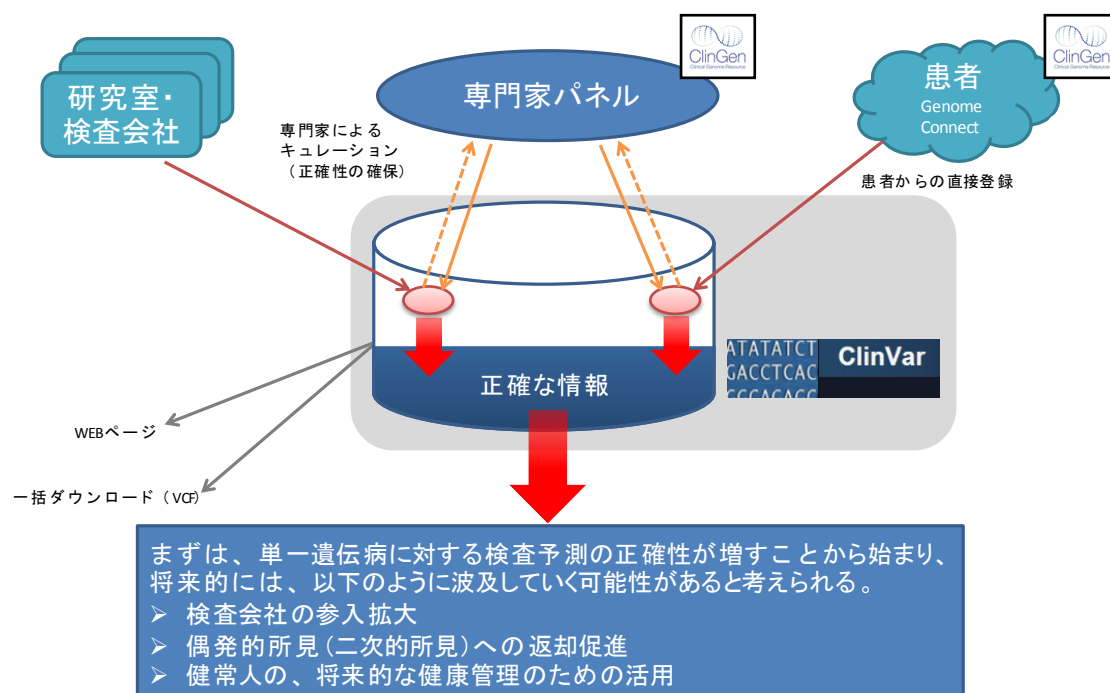 研究室・
検査会社
専門家パネル
ClinGen
Clinical Genome Resource
患者
Genome
Connect
ClinGen
Clinical Genome Resource
専門家による
キュレーション
（正確性の確保）
患者からの直接登録
正確な情報
ATATATCT
GACCTCAC
CCCACACC
ClinVar
WEBページ
一括ダウンロード（VCF）
まずは、単一遺伝病に対する検査予測の正確性が増すことから始まり、
将来的には、以下のように波及していく可能性があると考えられる。
➢ 検査会社の参入拡大
➢ 偶発的所見(二次的所見)への返却促進
➢ 健常人の、将来的な健康管理のための活用